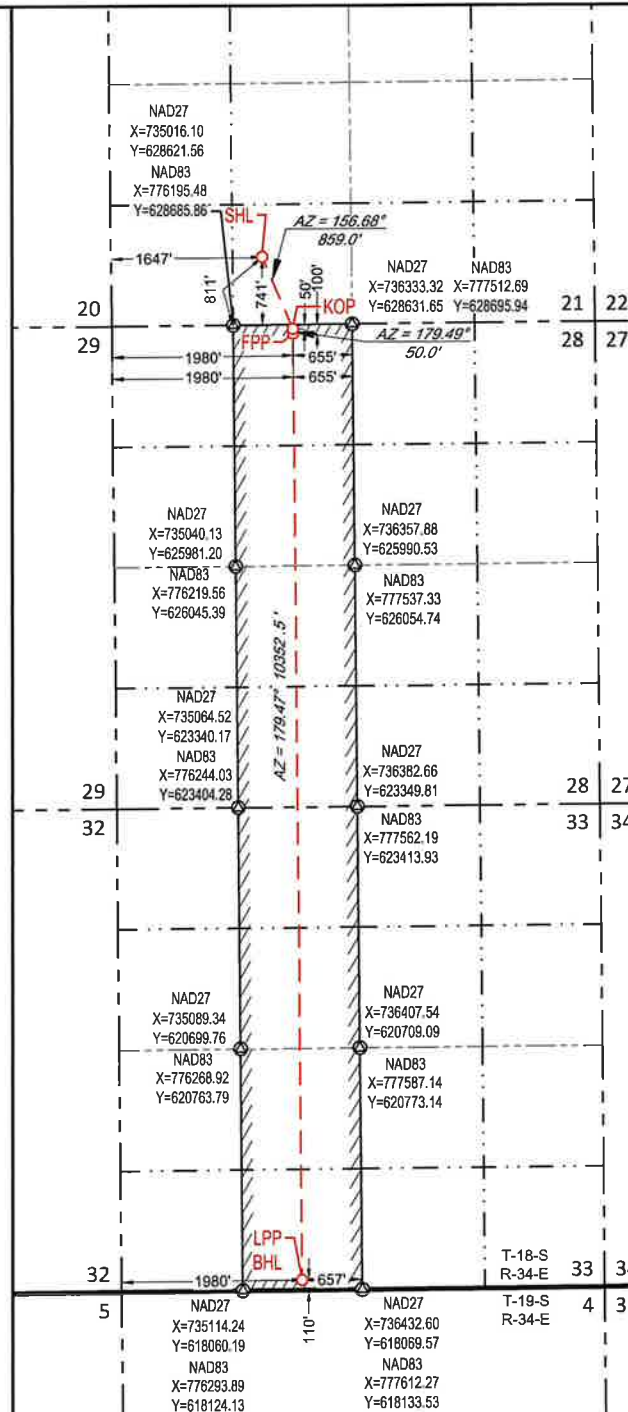 NAD27
X=735016.10
Y=628621.56
NAD83
X=776195.48
Y=628685.86
SHL
AZ = 156.68°
859.0'
1647'
811'
741'
50'
100'
KOP
NAD27
X=736333.32
Y=628631.65
NAD83
X=777512.69
Y=628695.94
20
29
21
22
28
27
FPP
AZ = 179.49°
50.0'
1980'
655'
1980'
655'
NAD27
X=735040.13
Y=625981.20
NAD83
X=776219.56
Y=626045.39
NAD27
X=736357.88
Y=625990.53
NAD83
X=777537.33
Y=626054.74
AZ = 179.47° 10352.5'
NAD27
X=735064.52
Y=623340.17
NAD83
X=776244.03
Y=623404.28
NAD27
X=736382.66
Y=623349.81
NAD83
X=777562.19
Y=623413.93
29
32
28
27
33
34
NAD27
X=735089.34
Y=620699.76
NAD83
X=776268.92
Y=620763.79
NAD27
X=736407.54
Y=620709.09
NAD83
X=777587.14
Y=620773.14
LPP
BHL
1980'
657'
110'
T-18-S
R-34-E
T-19-S
R-34-E
32
5
33
4
NAD27
X=735114.24
Y=618060.19
NAD83
X=776293.89
Y=618124.13
NAD27
X=736432.60
Y=618069.57
NAD83
X=777612.27
Y=618133.53